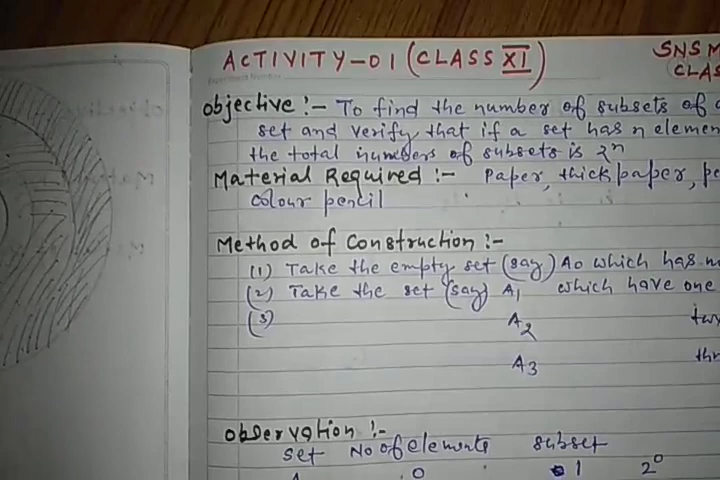 ACTIVITY-01 (CLASS XI)
SNS M
CLAS
Objective :- To find the number of subsets of a
set and verify that if a set has n elemen
the total numbers of subsets is 2ⁿ
Material Required :- Paper, thick paper, pe
colour pencil
Method of Construction :-
(1) Take the empty set (say) A0 which has n
(2) Take the set (say) A1 which have one
(3) A2 tw
A3 thr
Observation :-
Set No of elements subset
A 0 1 2⁰